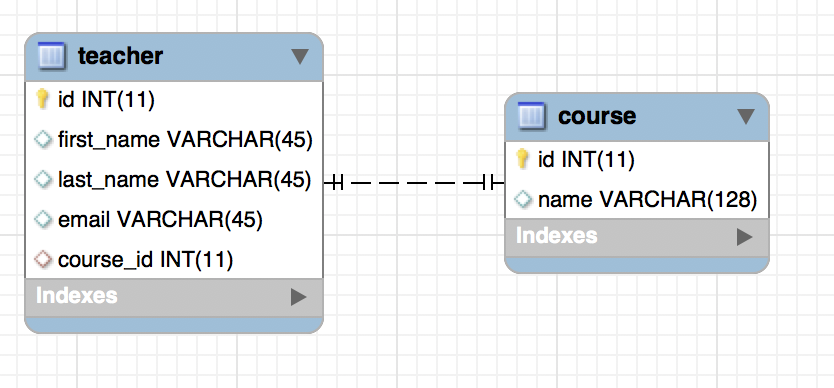 teacher
id INT(11)
first_name VARCHAR(45)
last_name VARCHAR(45)
email VARCHAR(45)
course_id INT(11)
Indexes
course
id INT(11)
name VARCHAR(128)
Indexes